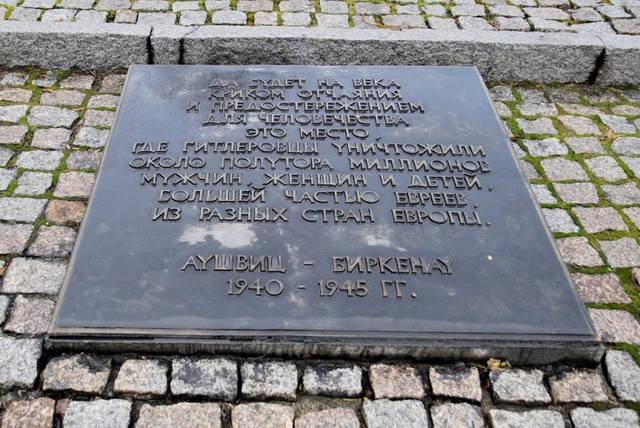 ДА БУДЕТ НА ВЕКА
КРИКОМ ОТЧАЯНИЯ
И ПРЕДОСТЕРЕЖЕНИЕМ
ДЛЯ ЧЕЛОВЕЧЕСТВА
ЭТО МЕСТО,
ГДЕ ГИТЛЕРОВЦЫ УНИЧТОЖИЛИ
ОКОЛО ПОЛУТОРА МИЛЛИОНОВ
МУЖЧИН, ЖЕНЩИН И ДЕТЕЙ,
БОЛЬШЕЙ ЧАСТЬЮ ЕВРЕЕВ,
ИЗ РАЗНЫХ СТРАН ЕВРОПЫ.
АУШВИЦ - БИРКЕНАУ
1940 - 1945 ГГ.